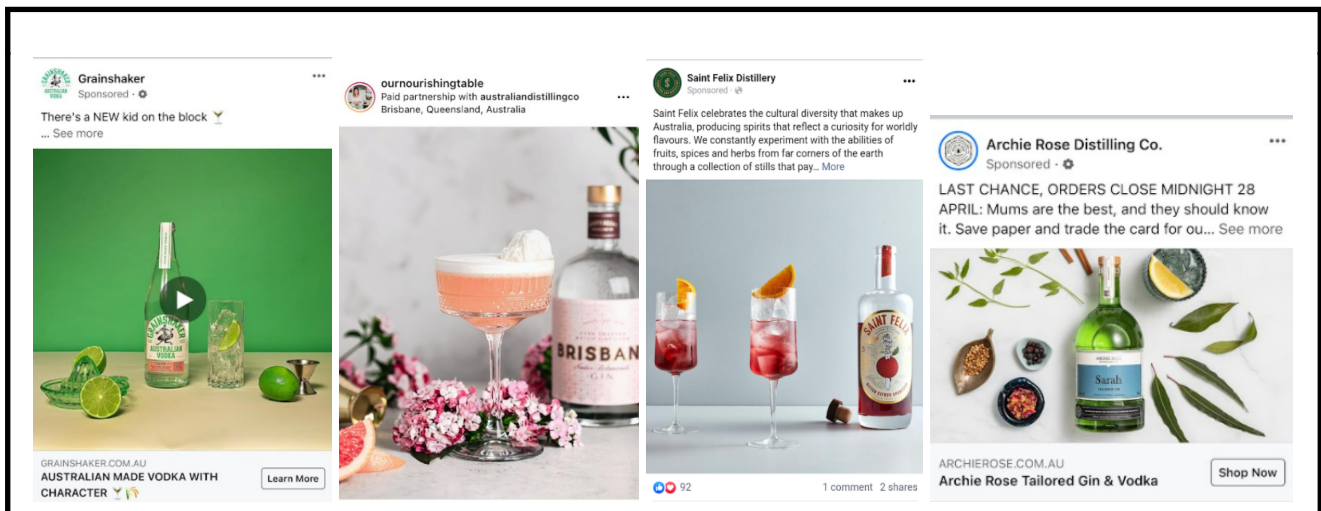 Grainshaker
Sponsored ·
There's a NEW kid on the block
... See more
GRAINSHAKER
AUSTRALIAN
VODKA
GRAINSHAKER.COM.AU
AUSTRALIAN MADE VODKA WITH
CHARACTER
Learn More
ournourishingtable
Paid partnership with australiandistillingco
Brisbane, Queensland, Australia
BRISBAN
Saint Felix Distillery
Sponsored ·
Saint Felix celebrates the cultural diversity that makes up
Australia, producing spirits that reflect a curiosity for worldly
flavours. We constantly experiment with the abilities of
fruits, spices and herbs from far corners of the earth
through a collection of stills that pay... More
SAINT FELIX
92
1 comment 2 shares
Archie Rose Distilling Co.
Sponsored ·
LAST CHANCE, ORDERS CLOSE MIDNIGHT 28
APRIL: Mums are the best, and they should know
it. Save paper and trade the card for ou... See more
Sarah
ARCHIEROSE.COM.AU
Archie Rose Tailored Gin & Vodka
Shop Now